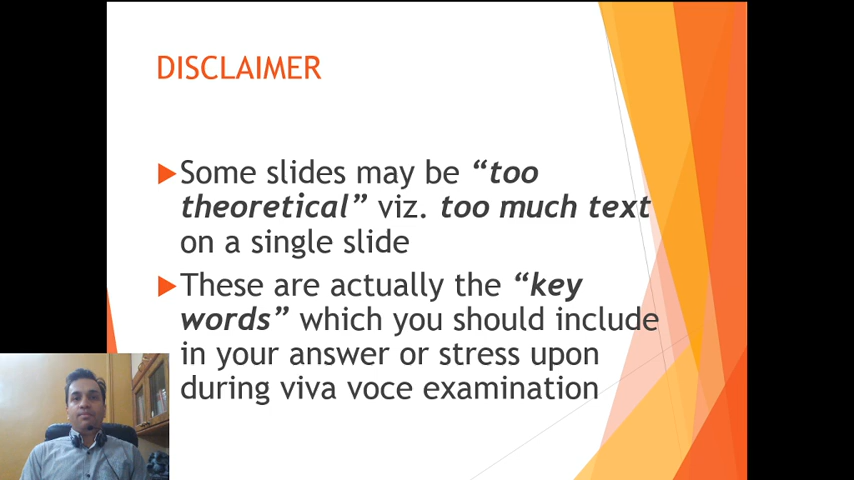 DISCLAIMER
Some slides may be “too
theoretical” viz. too much text
on a single slide
These are actually the “key
words” which you should include
in your answer or stress upon
during viva voce examination